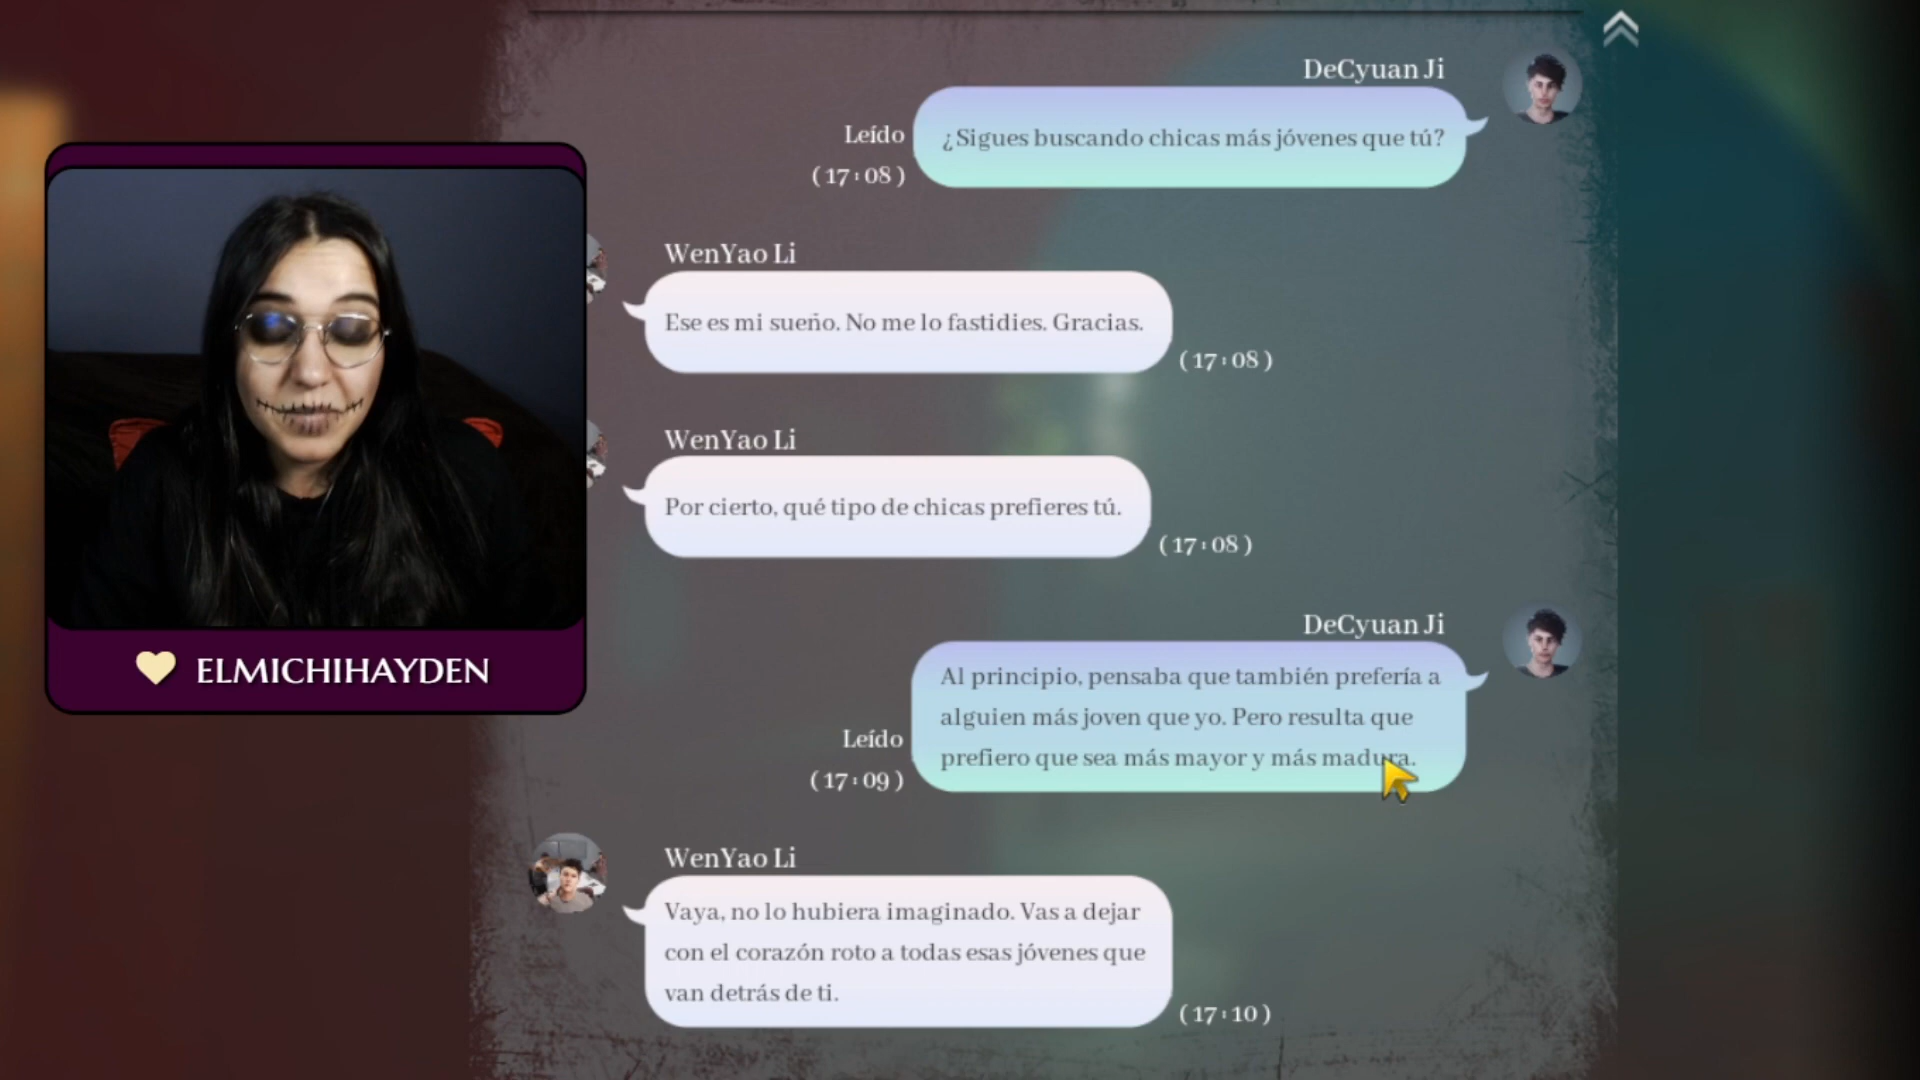 DeCyuan Ji
Leído
¿Sigues buscando chicas más jóvenes que tú?
(17:08)
WenYao Li
Ese es mi sueño. No me lo fastidies. Gracias.
(17:08)
WenYao Li
Por cierto, qué tipo de chicas prefieres tú.
(17:08)
DeCyuan Ji
Al principio, pensaba que también prefería a
alguien más joven que yo. Pero resulta que
prefiero que sea más mayor y más madura.
Leído
(17:09)
WenYao Li
Vaya, no lo hubiera imaginado. Vas a dejar
con el corazón roto a todas esas jóvenes que
van detrás de ti.
(17:10)
ELMICHIHAYDEN